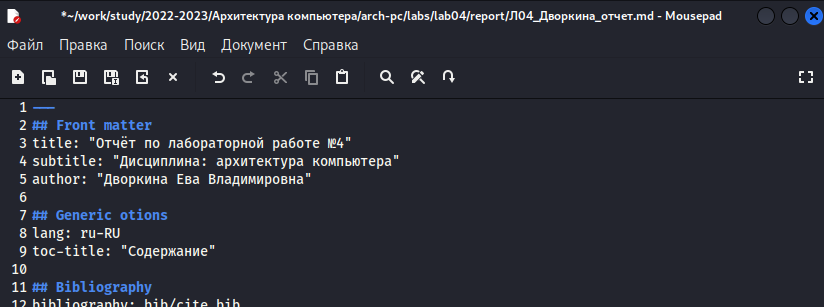 *~/work/study/2022-2023/Архитектура компьютера/arch-pc/labs/lab04/report/Л04_Дворкина_отчет.md - Mousepad
Файл Правка Поиск Вид Документ Справка
1 ---
2 ## Front matter
3 title: "Отчёт по лабораторной работе №4"
4 subtitle: "Дисциплина: архитектура компьютера"
5 author: "Дворкина Ева Владимировна"
6
7 ## Generic otions
8 lang: ru-RU
9 toc-title: "Содержание"
10
11 ## Bibliography
12 bibliography: bib/cite.bib